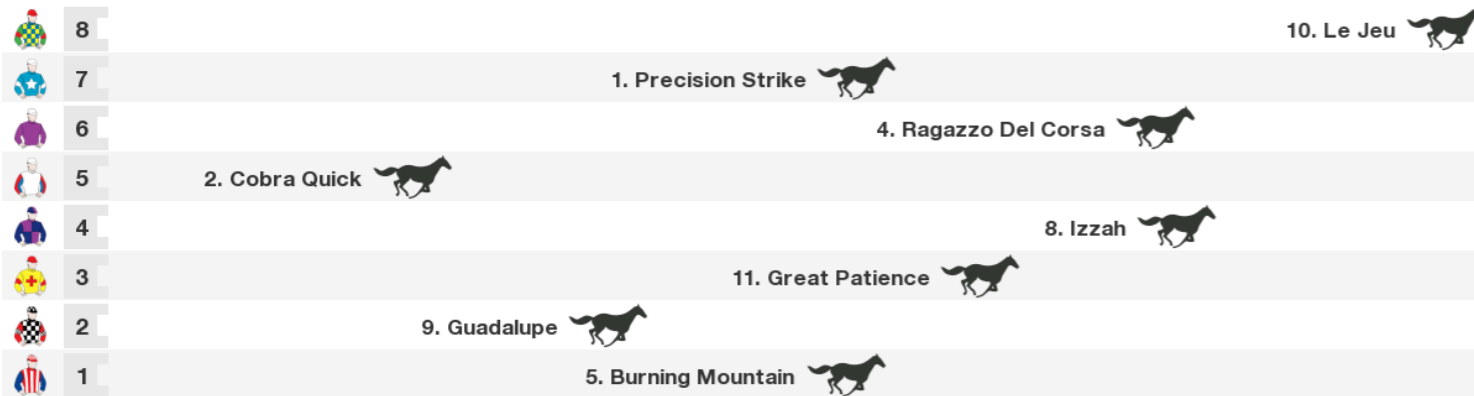 8 10. Le Jeu
7 1. Precision Strike
6 4. Ragazzo Del Corsa
5 2. Cobra Quick
4 8. Izzah
3 11. Great Patience
2 9. Guadalupe
1 5. Burning Mountain